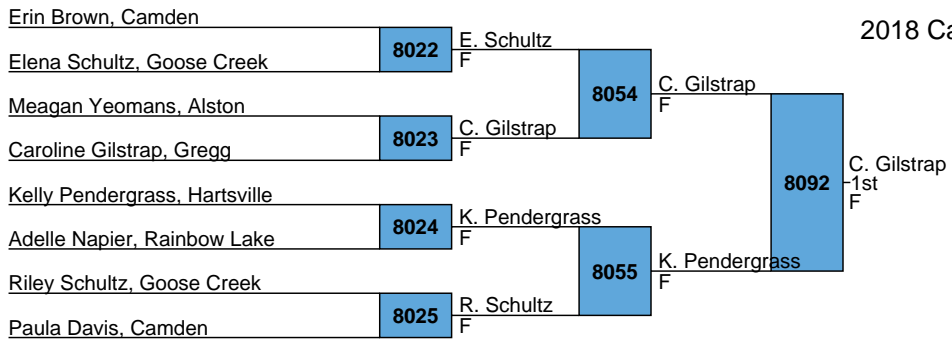 Erin Brown, Camden
2018 Ca
8022
E. Schultz
F
Elena Schultz, Goose Creek
8054
C. Gilstrap
F
Meagan Yeomans, Alston
8023
C. Gilstrap
F
Caroline Gilstrap, Gregg
8092
C. Gilstrap
1st
F
Kelly Pendergrass, Hartsville
8024
K. Pendergrass
F
Adelle Napier, Rainbow Lake
8055
K. Pendergrass
F
Riley Schultz, Goose Creek
8025
R. Schultz
F
Paula Davis, Camden